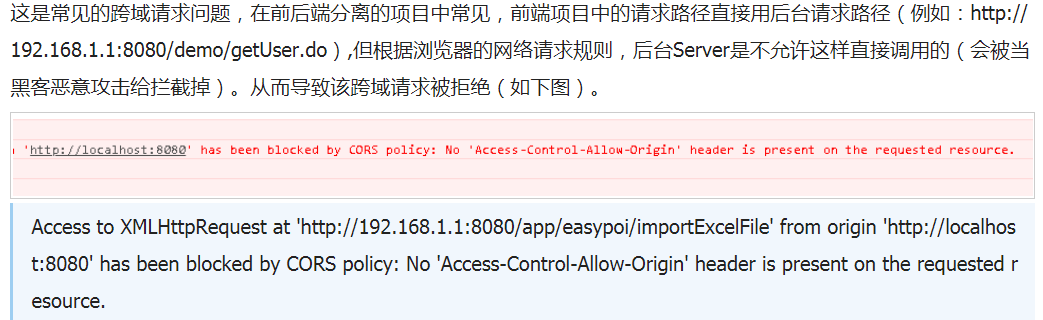 这是常见的跨域请求问题，在前后端分离的项目中常见，前端项目中的请求路径直接用后台请求路径（例如：http://
192.168.1.1:8080/demo/getUser.do）,但根据浏览器的网络请求规则，后台Server是不允许这样直接调用的（会被当
黑客恶意攻击给拦截掉）。从而导致该跨域请求被拒绝（如下图）。
'http://localhost:8080' has been blocked by CORS policy: No 'Access-Control-Allow-Origin' header is present on the requested resource.
Access to XMLHttpRequest at 'http://192.168.1.1:8080/app/easypoi/importExcelFile' from origin 'http://localhos
t:8080' has been blocked by CORS policy: No 'Access-Control-Allow-Origin' header is present on the requested r
esource.